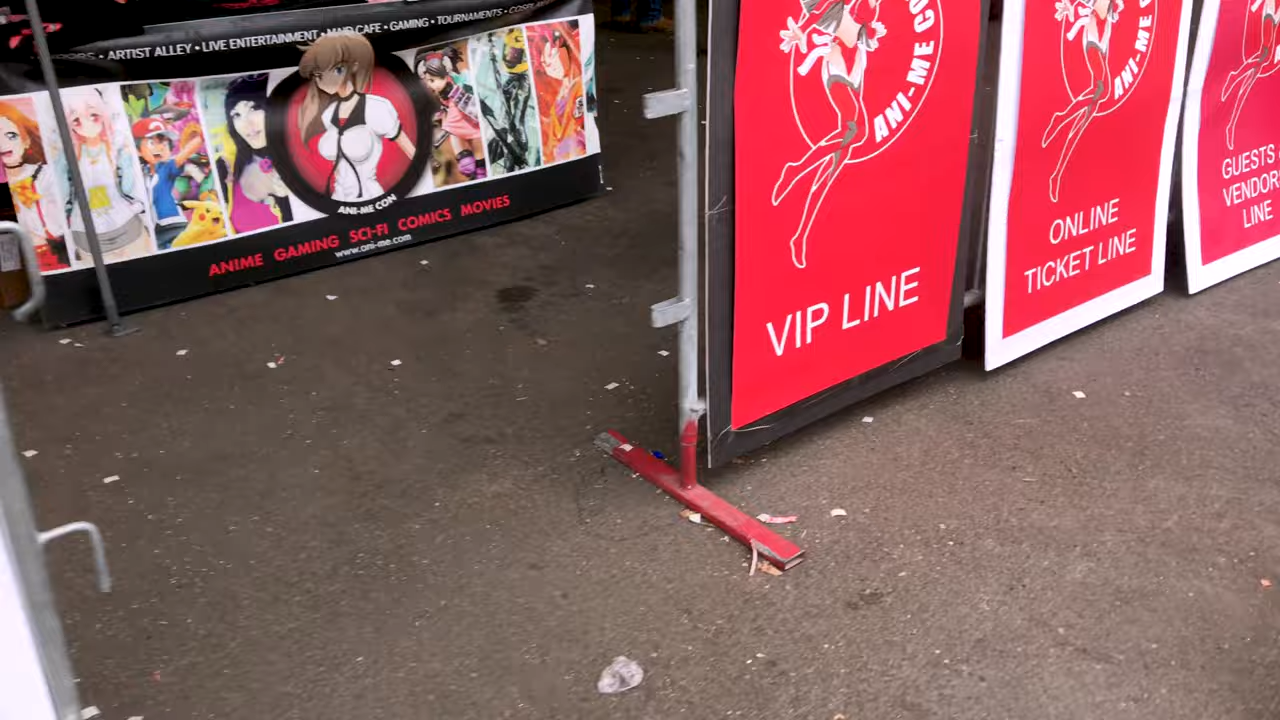 • ARTIST ALLEY • LIVE ENTERTAINMENT • MAID CAFE • GAMING • TOURNAMENTS •
ANI-ME CON
ANIME GAMING SCI-FI COMICS MOVIES
www.ani-me.com
ANI-ME
VIP LINE
ANI-ME
ONLINE
TICKET LINE
GUESTS
VENDORS
LINE